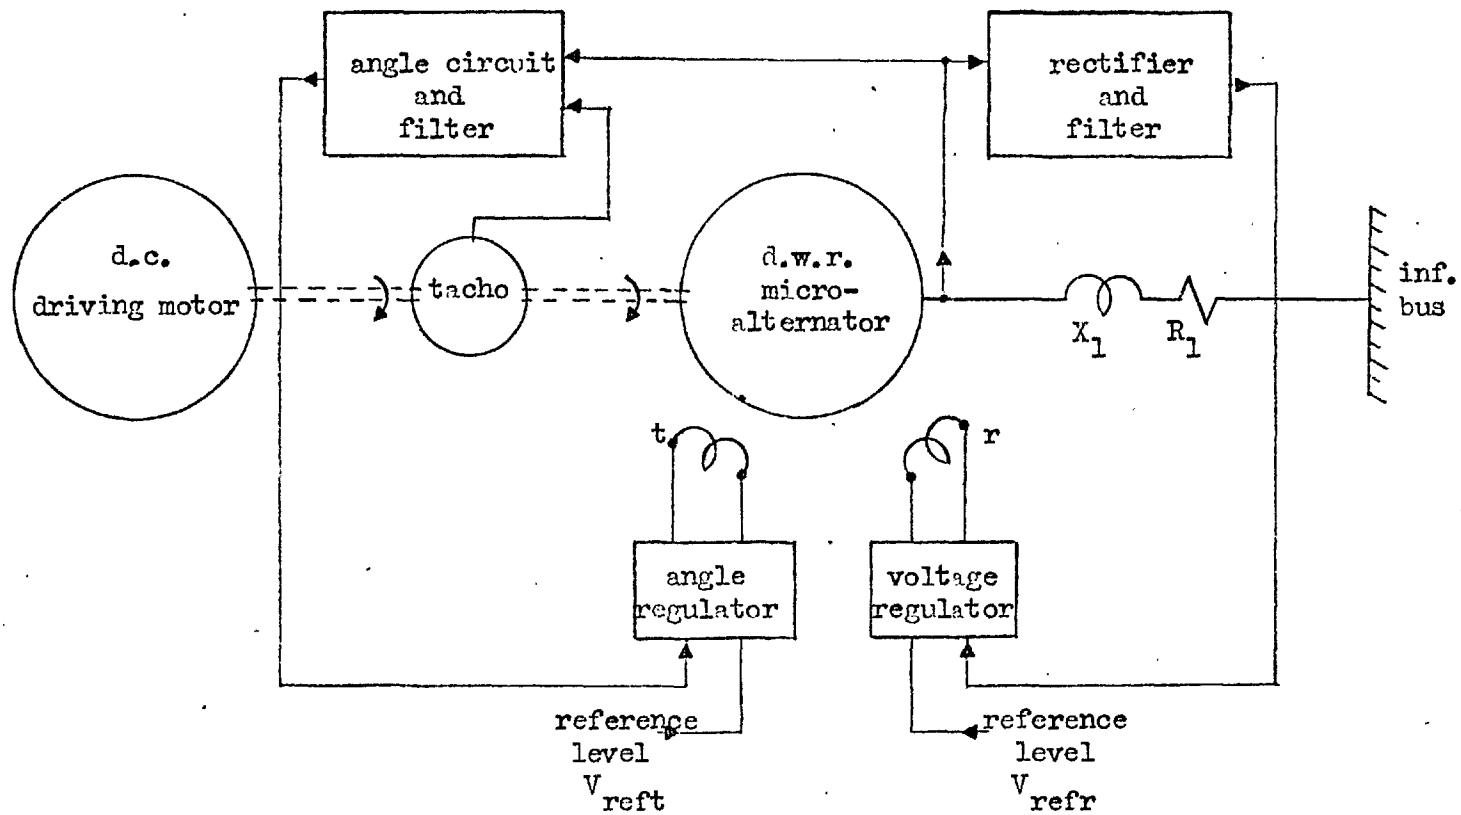 angle circuit
and
filter
rectifier
and
filter
d.c.
driving motor
tacho
d.w.r.
micro-
alternator
X1
R1
inf.
bus
t
r
angle
regulator
voltage
regulator
reference
level
Vreft
reference
level
Vrefr